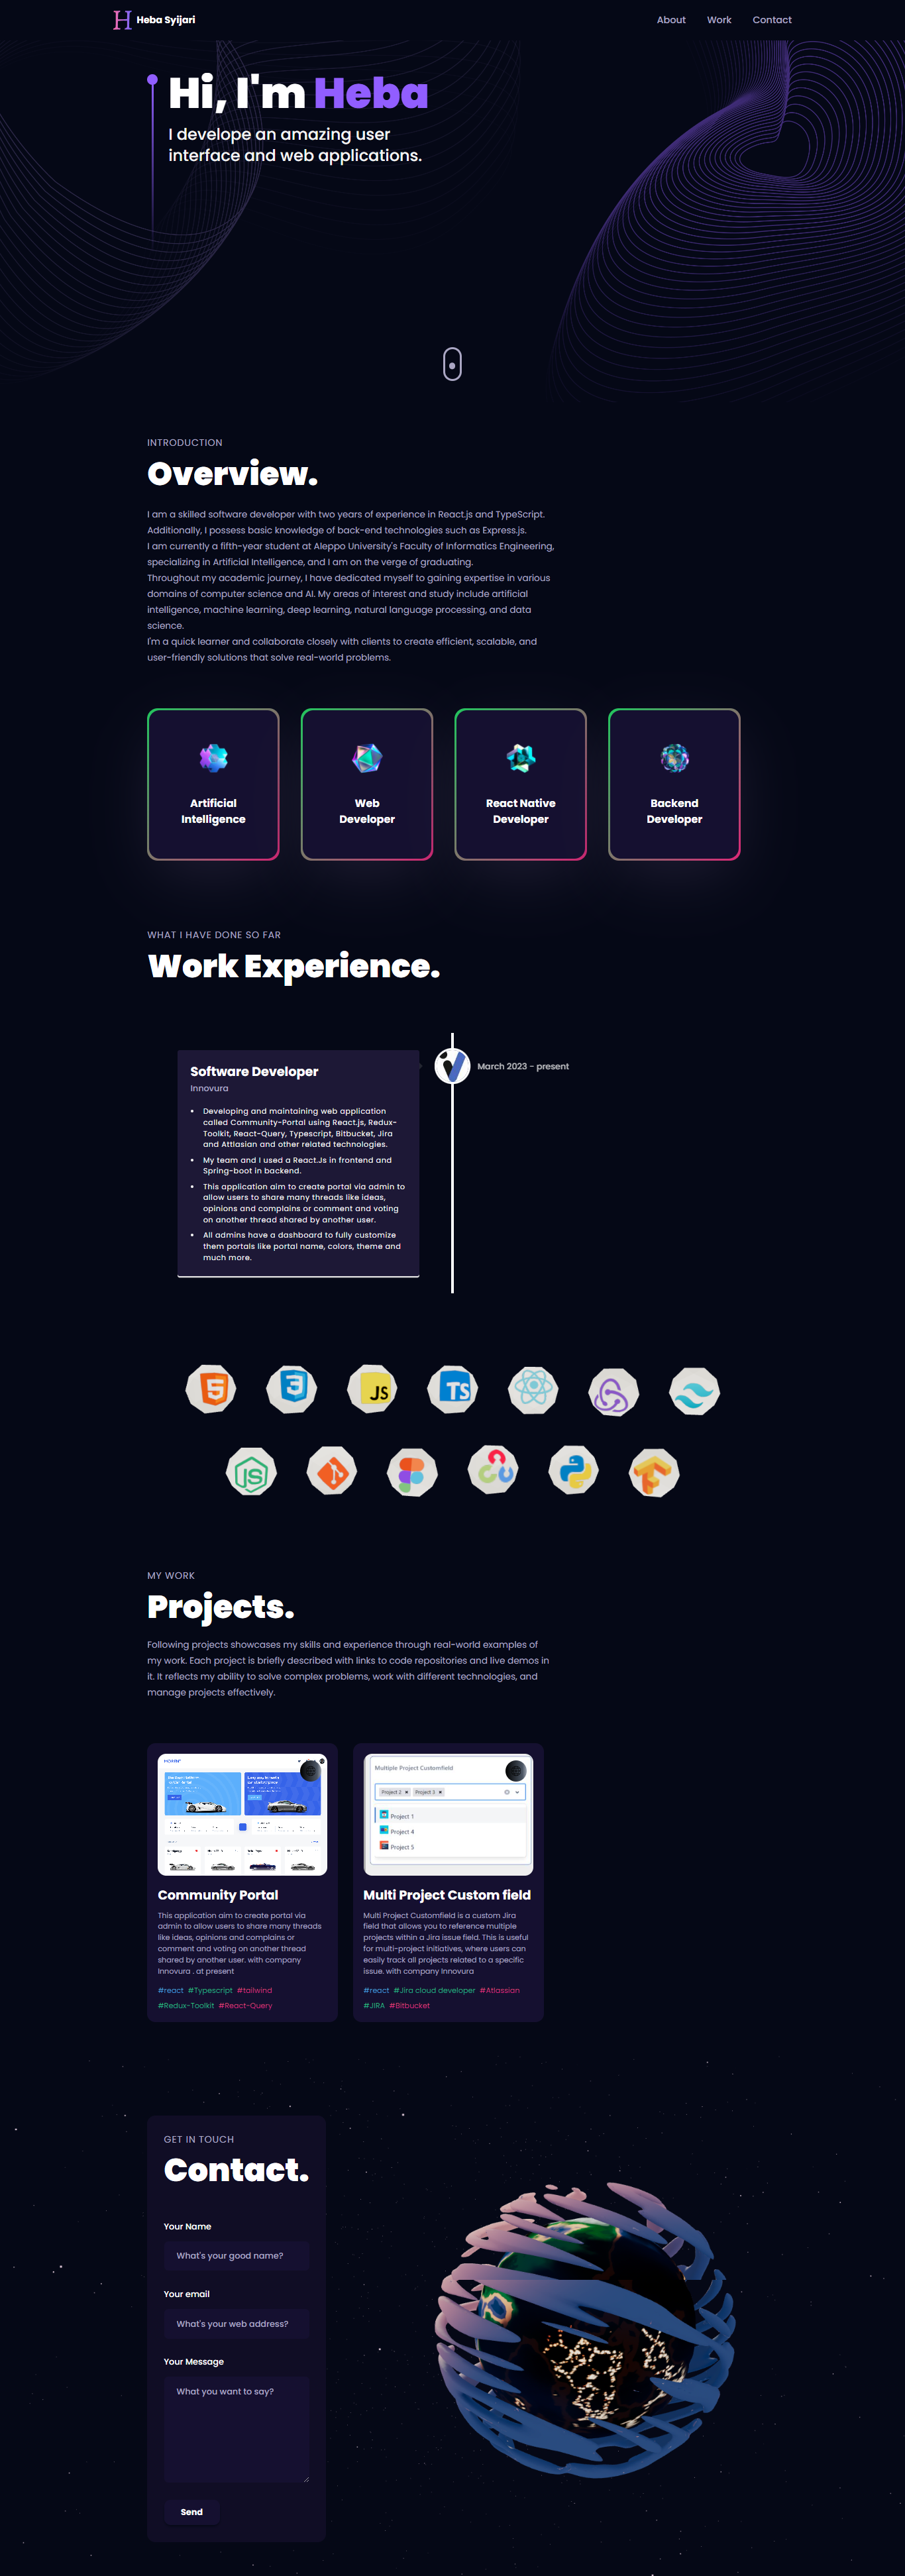 H Heba Syijari
About Work Contact
Hi, I'm Heba
I develope an amazing user
interface and web applications.
INTRODUCTION
Overview.
I am a skilled software developer with two years of experience in React.js and TypeScript.
Additionally, I possess basic knowledge of back-end technologies such as Express.js.
I am currently a fifth-year student at Aleppo University's Faculty of Informatics Engineering,
specializing in Artificial Intelligence, and I am on the verge of graduating.
Throughout my academic journey, I have dedicated myself to gaining expertise in various
domains of computer science and AI. My areas of interest and study include artificial
intelligence, machine learning, deep learning, natural language processing, and data
science.
I'm a quick learner and collaborate closely with clients to create efficient, scalable, and
user-friendly solutions that solve real-world problems.
Artificial
Intelligence
Web
Developer
React Native
Developer
Backend
Developer
WHAT I HAVE DONE SO FAR
Work Experience.
Software Developer
Innovura
March 2023 - present
• Developing and maintaining web application
called Community-Portal using React.js, Redux-
Toolkit, React-Query, Typescript, Bitbucket, Jira
and Attlasian and other related technologies.
• My team and I used a React.Js in frontend and
Spring-boot in backend.
• This application aim to create portal via admin to
allow users to share many threads like ideas,
opinions and complains or comment and voting
on another thread shared by another user.
• All admins have a dashboard to fully customize
them portals like portal name, colors, theme and
much more.
5 3 JS TS
JS
MY WORK
Projects.
Following projects showcases my skills and experience through real-world examples of
my work. Each project is briefly described with links to code repositories and live demos in
it. It reflects my ability to solve complex problems, work with different technologies, and
manage projects effectively.
Community Portal
This application aim to create portal via
admin to allow users to share many threads
like ideas, opinions and complains or
comment and voting on another thread
shared by another user. with company
Innovura . at present
#react #Typescript #tailwind
#Redux-Toolkit #React-Query
Multiple Project Customfield
Project 2 Project 3
Project 1
Project 4
Project 5
Multi Project Custom field
Multi Project Customfield is a custom Jira
field that allows you to reference multiple
projects within a Jira issue field. This is useful
for multi-project initiatives, where users can
easily track all projects related to a specific
issue. with company Innovura
#react #Jira cloud developer #Atlassian
#JIRA #Bitbucket
GET IN TOUCH
Contact.
Your Name
What's your good name?
Your email
What's your web address?
Your Message
What you want to say?
Send